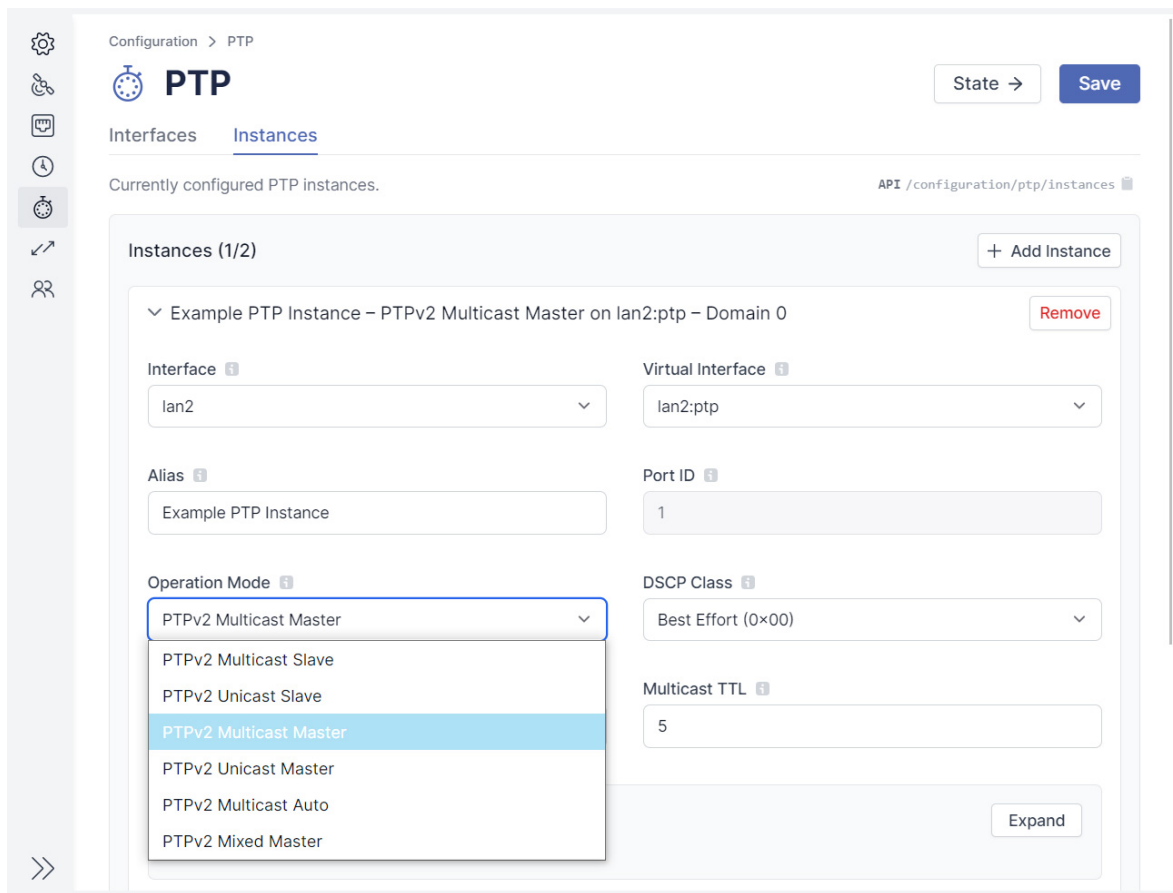 Configuration > PTP
PTP
State →
Save
Interfaces
Instances
Currently configured PTP instances.
API /configuration/ptp/instances
Instances (1/2)
+ Add Instance
Example PTP Instance – PTPv2 Multicast Master on lan2:ptp – Domain 0
Remove
Interface
Virtual Interface
lan2
lan2:ptp
Alias
Port ID
Example PTP Instance
1
Operation Mode
DSCP Class
PTPv2 Multicast Master
Best Effort (0×00)
PTPv2 Multicast Slave
PTPv2 Unicast Slave
PTPv2 Multicast Master
PTPv2 Unicast Master
PTPv2 Multicast Auto
PTPv2 Mixed Master
Multicast TTL
5
Expand